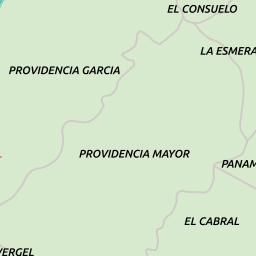 EL CONSUELO
LA ESMERA
PROVIDENCIA GARCIA
PROVIDENCIA MAYOR
PANAM
EL CABRAL
VERGEL